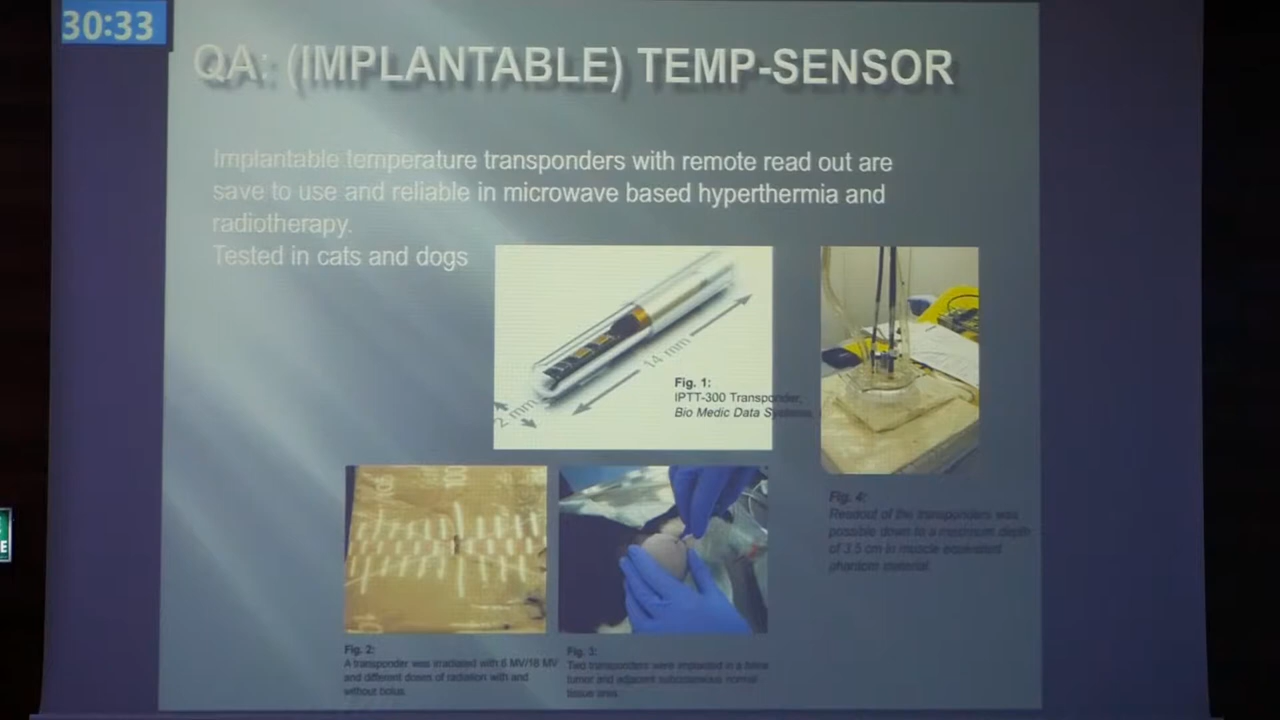 30:33
QA: (IMPLANTABLE) TEMP-SENSOR
Implantable temperature transponders with remote read out are
save to use and reliable in microwave based hyperthermia and
radiotherapy.
Tested in cats and dogs
14 mm
2 mm
Fig. 1:
IPTT-300 Transponder,
Bio Medic Data Systems,
Fig. 4:
Readout of the transponders was
possible down to a maximum depth
of 3.5 cm in muscle equivalent
phantom material.
Fig. 2:
A transponder was irradiated with 6 MV/18 MV
and different doses of radiation with and
without bolus.
Fig. 3:
Two transponders were implanted in a feline
tumor and adjacent subcutaneous normal
tissue area.